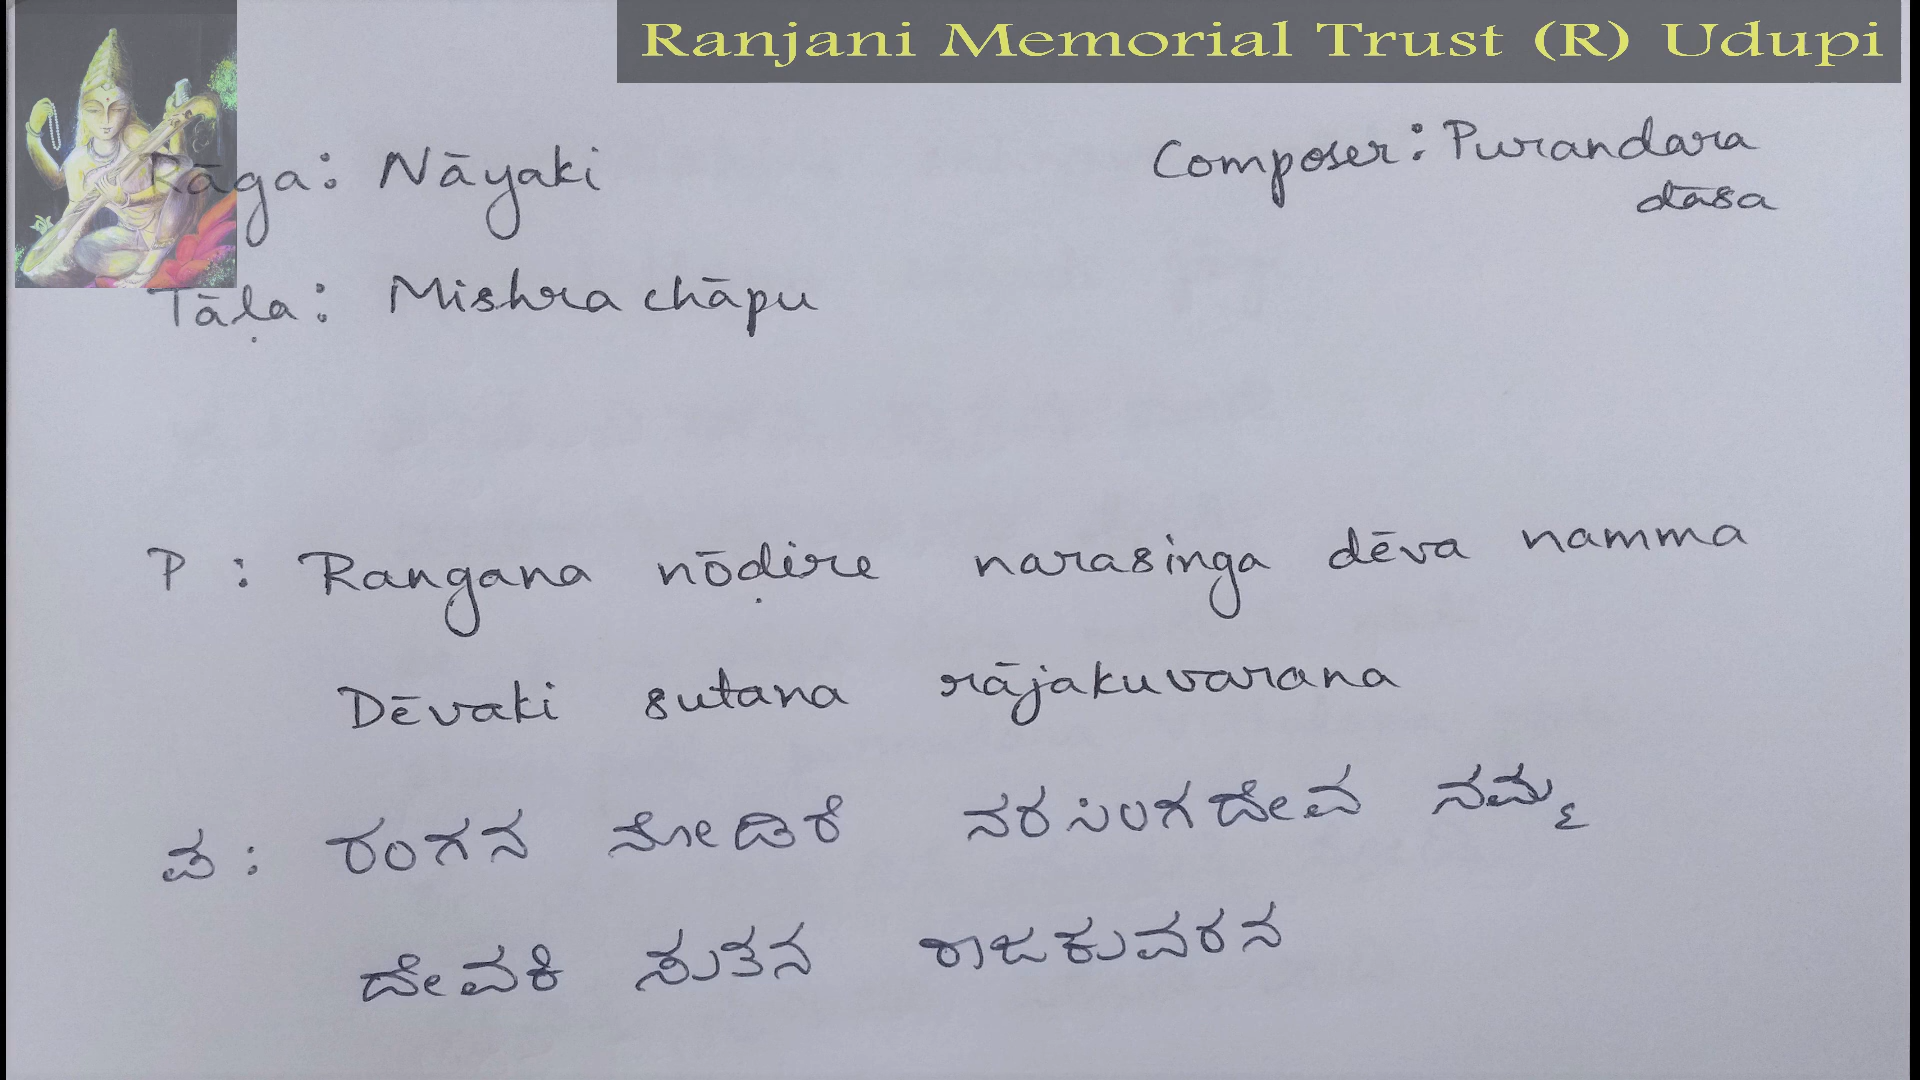 Ranjani Memorial Trust (R) Udupi
Rāga: Nāyaki
Composer: Purandara
dāsa
Tāḷa: Mishra chāpu
P: Rangana nōḍire narasinga dēva namma
Dēvaki sutana rājakuvarana
ಪ: ರಂಗನ ನೋಡಿರೆ ನರಸಿಂಗದೇವ ನಮ್ಮ
ದೇವಕಿ ಸುತನ ರಾಜಕುವರನ